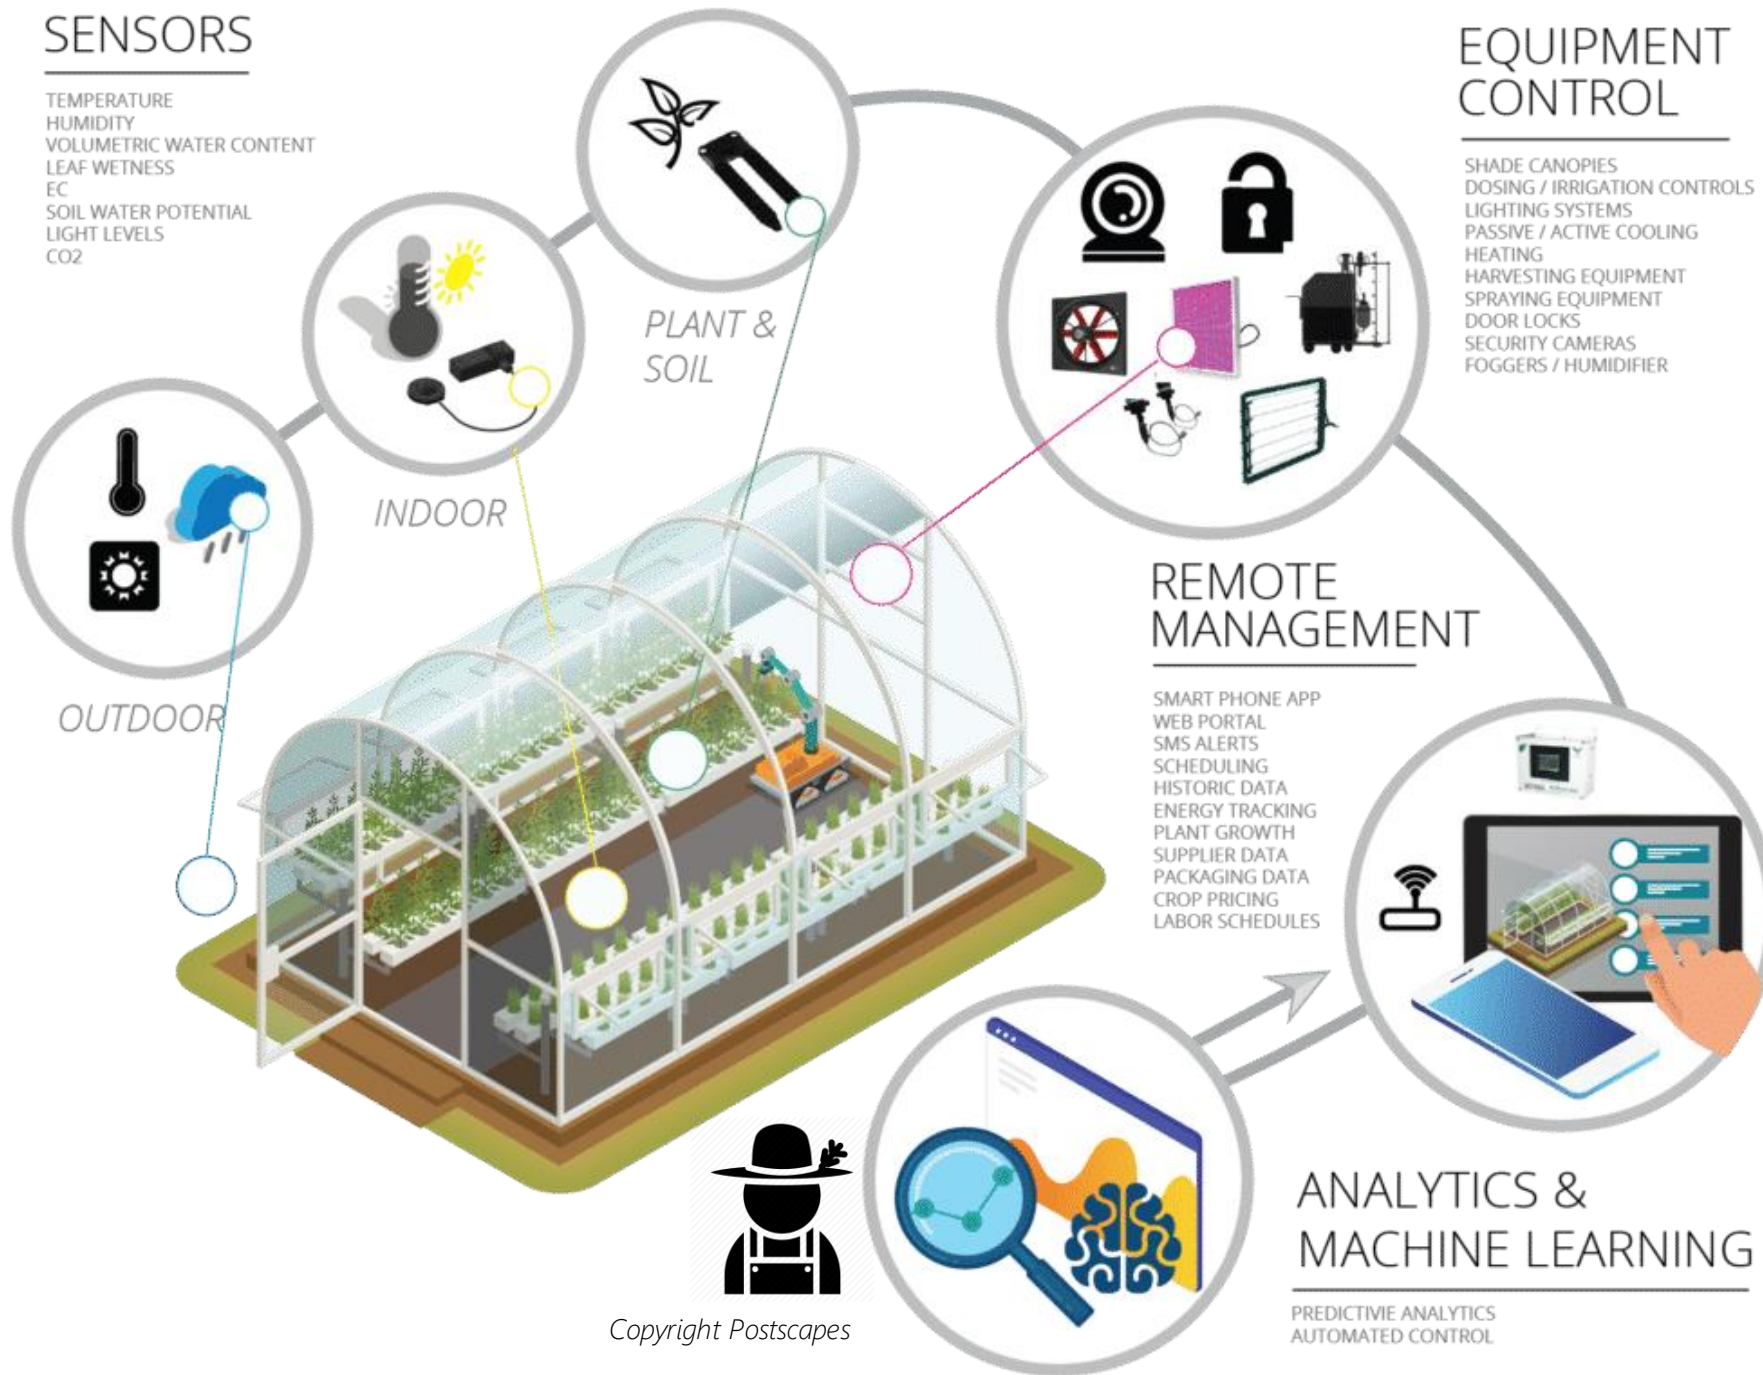 SENSORS
TEMPERATURE
HUMIDITY
VOLUMETRIC WATER CONTENT
LEAF WETNESS
EC
SOIL WATER POTENTIAL
LIGHT LEVELS
CO2
PLANT &
SOIL
INDOOR
OUTDOOR
EQUIPMENT
CONTROL
SHADE CANOPIES
DOSING / IRRIGATION CONTROLS
LIGHTING SYSTEMS
PASSIVE / ACTIVE COOLING
HEATING
HARVESTING EQUIPMENT
SPRAYING EQUIPMENT
DOOR LOCKS
SECURITY CAMERAS
FOGGERS / HUMIDIFIER
REMOTE
MANAGEMENT
SMART PHONE APP
WEB PORTAL
SMS ALERTS
SCHEDULING
HISTORIC DATA
ENERGY TRACKING
PLANT GROWTH
SUPPLIER DATA
PACKAGING DATA
CROP PRICING
LABOR SCHEDULES
ANALYTICS &
MACHINE LEARNING
PREDICTIVIE ANALYTICS
AUTOMATED CONTROL
Copyright Postscapes